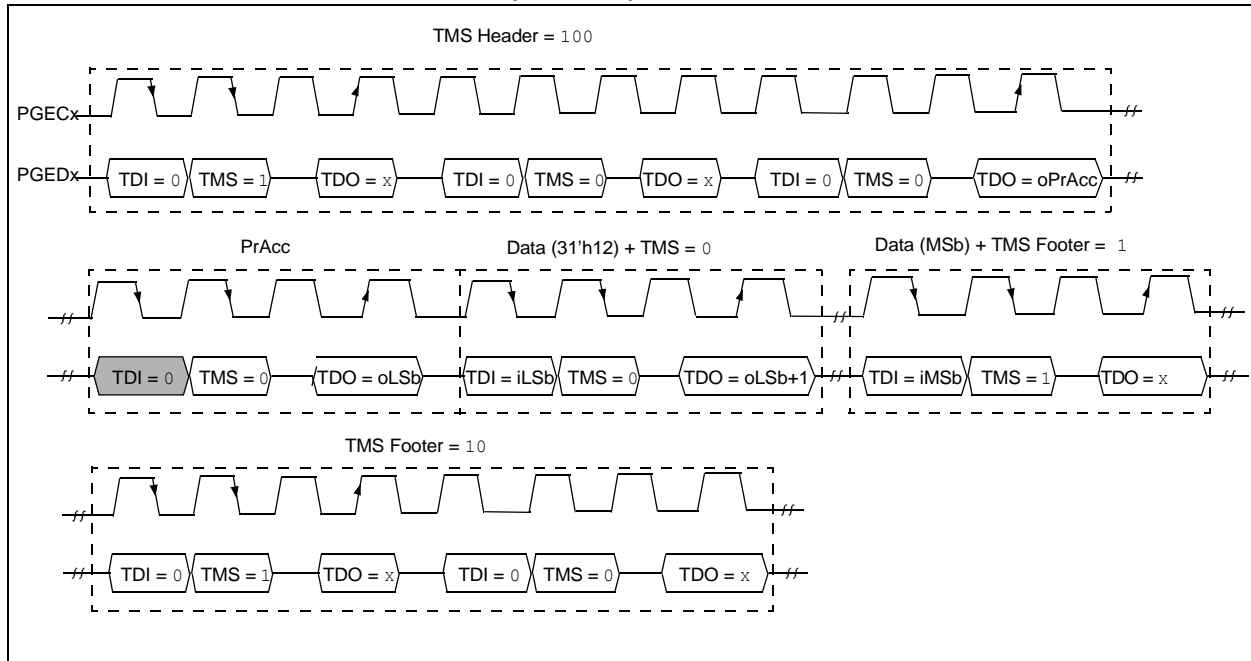 TMS Header = 100
PGECx
PGEDx TDI = 0 TMS = 1 TDO = x TDI = 0 TMS = 0 TDO = x TDI = 0 TMS = 0 TDO = oPrAcc
PrAcc Data (31'h12) + TMS = 0 Data (MSb) + TMS Footer = 1
TDI = 0 TMS = 0 TDO = oLSb TDI = iLSb TMS = 0 TDO = oLSb+1 TDI = iMSb TMS = 1 TDO = x
TMS Footer = 10
TDI = 0 TMS = 1 TDO = x TDI = 0 TMS = 0 TDO = x